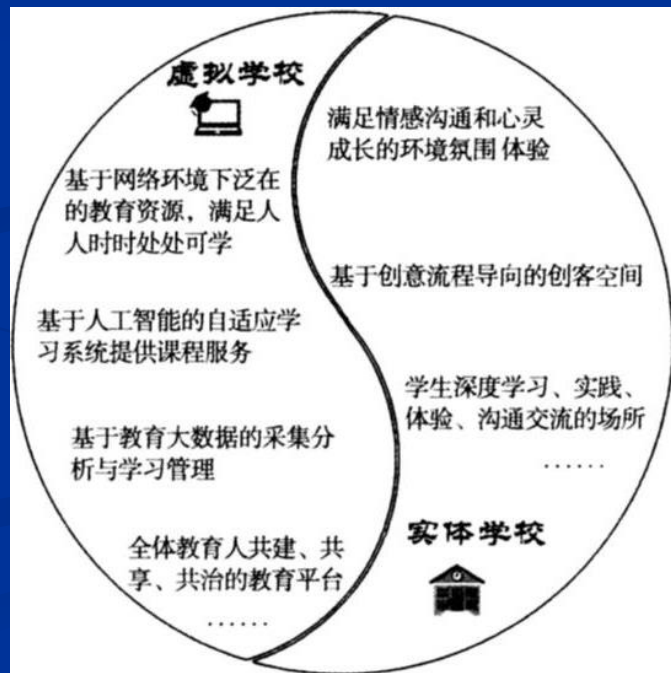 虚拟学校
基于网络环境下泛在
的教育资源，满足人
人时时处处可学
基于人工智能的自适应学
习系统提供课程服务
基于教育大数据的采集分
析与学习管理
全体教育人共建、共
享、共治的教育平台
······
满足情感沟通和心灵
成长的环境氛围 体验
基于创意流程导向的创客空间
学生深度学习、实践、
体验、沟通交流的场所
······
实体学校